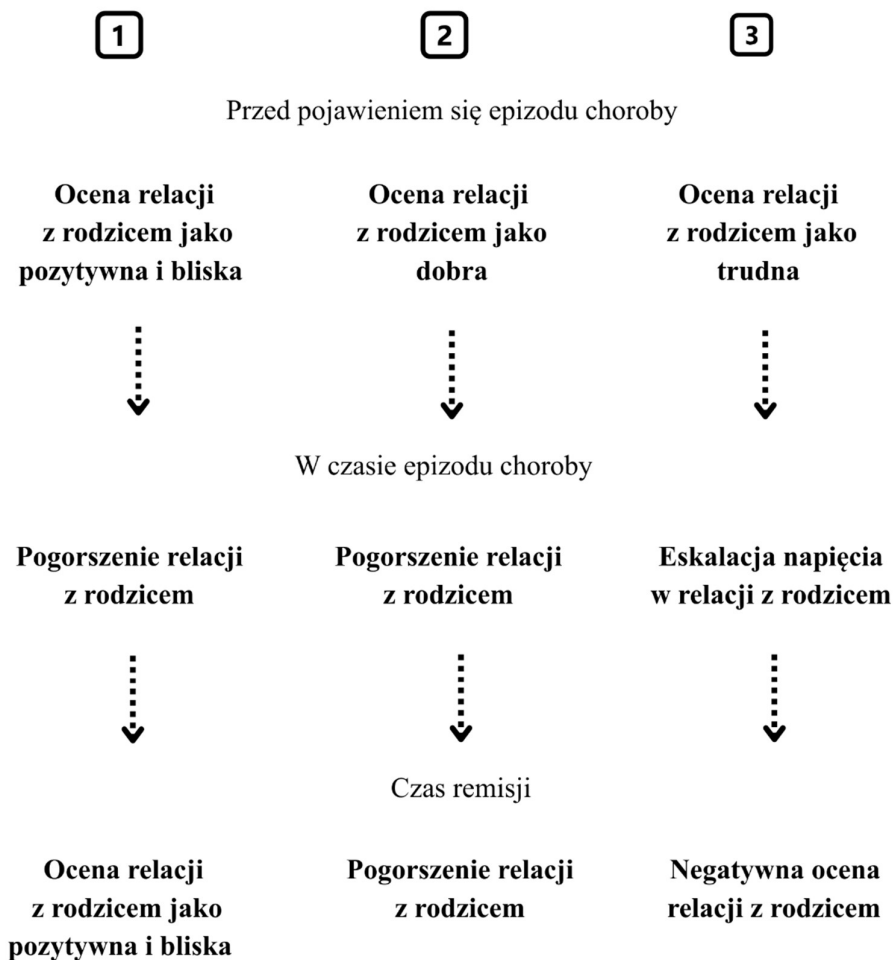 1
2
3
Przed pojawieniem się epizodu choroby
Ocena relacji
z rodzicem jako
pozytywna i bliska
Ocena relacji
z rodzicem jako
dobra
Ocena relacji
z rodzicem jako
trudna
W czasie epizodu choroby
Pogorszenie relacji
z rodzicem
Pogorszenie relacji
z rodzicem
Eskalacja napięcia
w relacji z rodzicem
Czas remisji
Ocena relacji
z rodzicem jako
pozytywna i bliska
Pogorszenie relacji
z rodzicem
Negatywna ocena
relacji z rodzicem